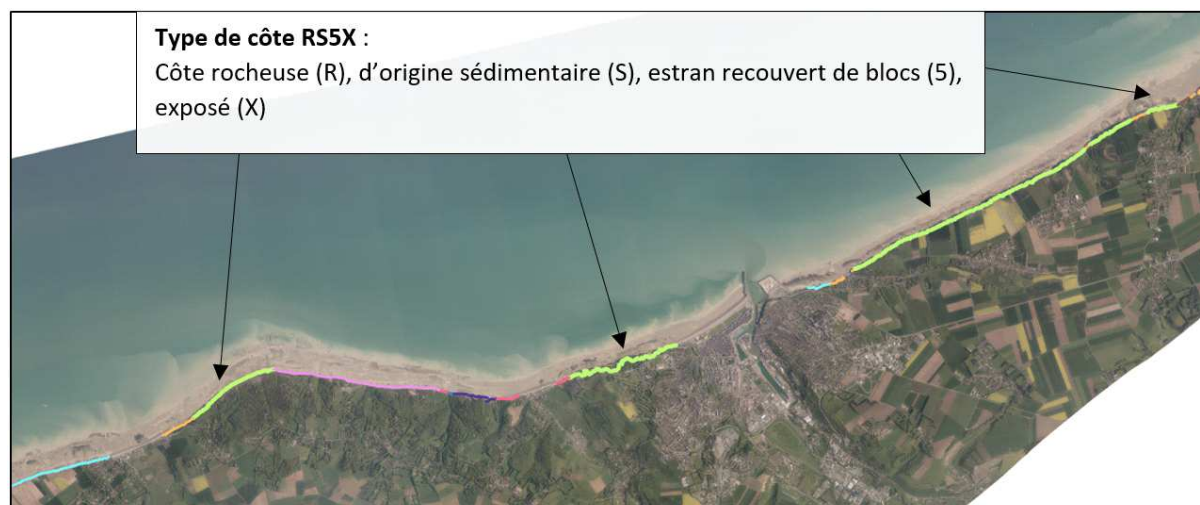 Type de côte RS5X :
Côte rocheuse (R), d’origine sédimentaire (S), estran recouvert de blocs (5),
exposé (X)